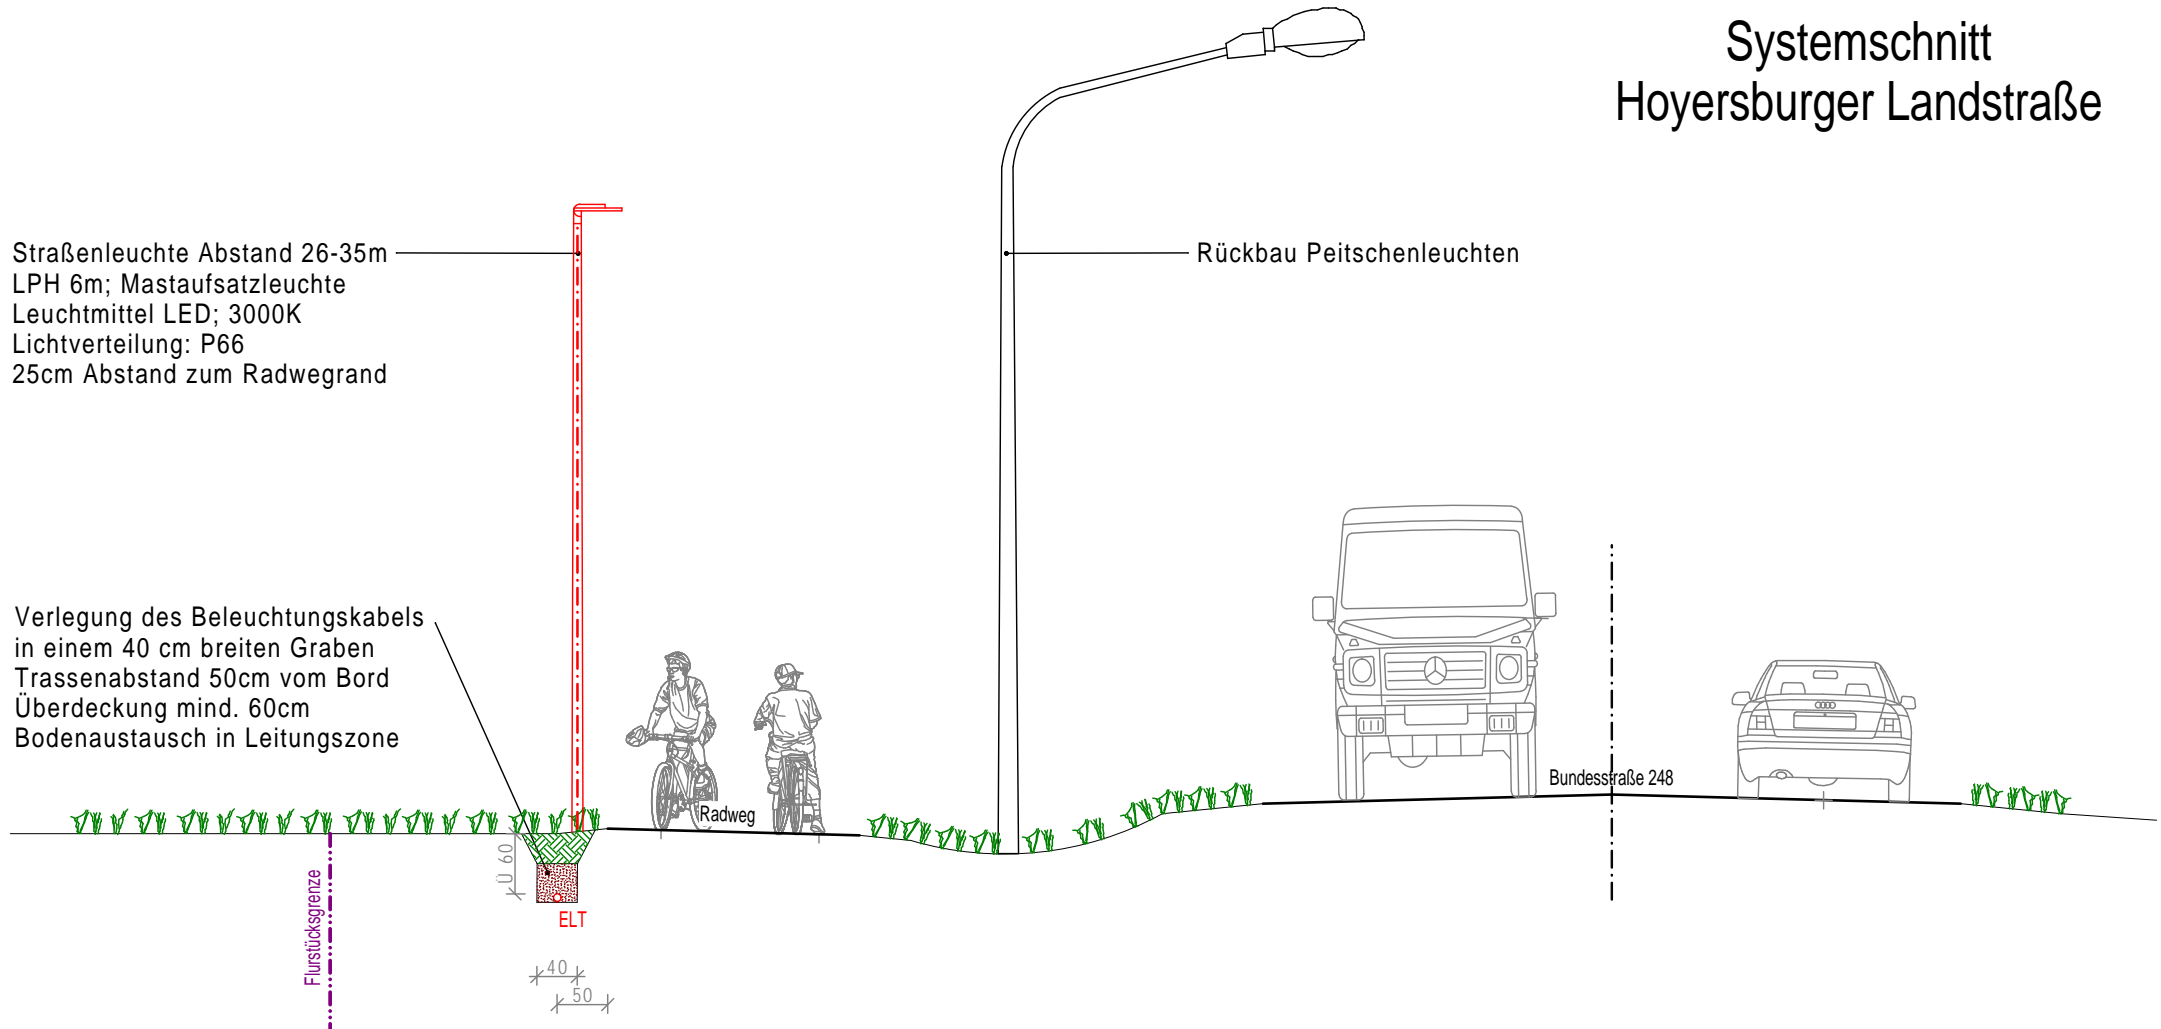 Systemschnitt
Hoyersburger Landstraße
Straßenleuchte Abstand 26-35m
LPH 6m; Mastaufsatzleuchte
Leuchtmittel LED; 3000K
Lichtverteilung: P66
25cm Abstand zum Radwegrand
Rückbau Peitschenleuchten
Verlegung des Beleuchtungskabels
in einem 40 cm breiten Graben
Trassenabstand 50cm vom Bord
Überdeckung mind. 60cm
Bodenaustausch in Leitungszone
Bundesstraße 248
Radweg
Ü 60
Flurstücksgrenze
ELT
40
50